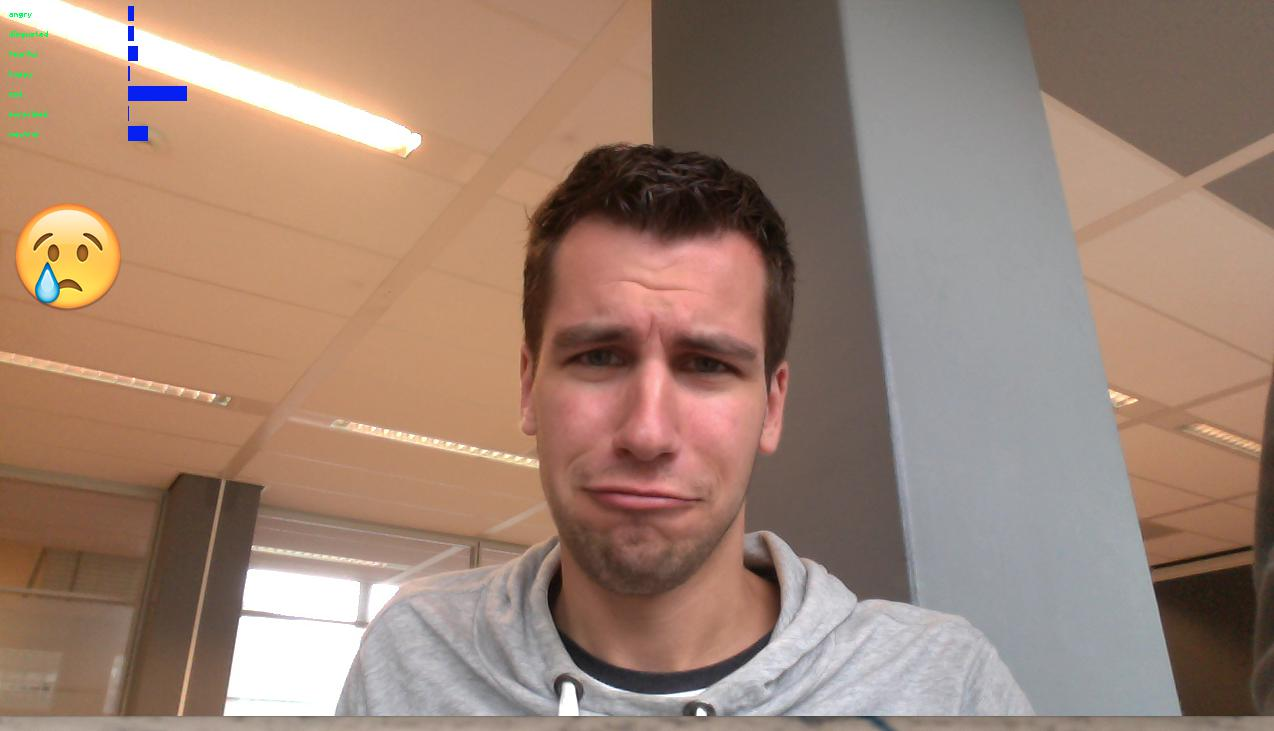 angry
disgusted
fearful
happy
sad
surprised
neutral